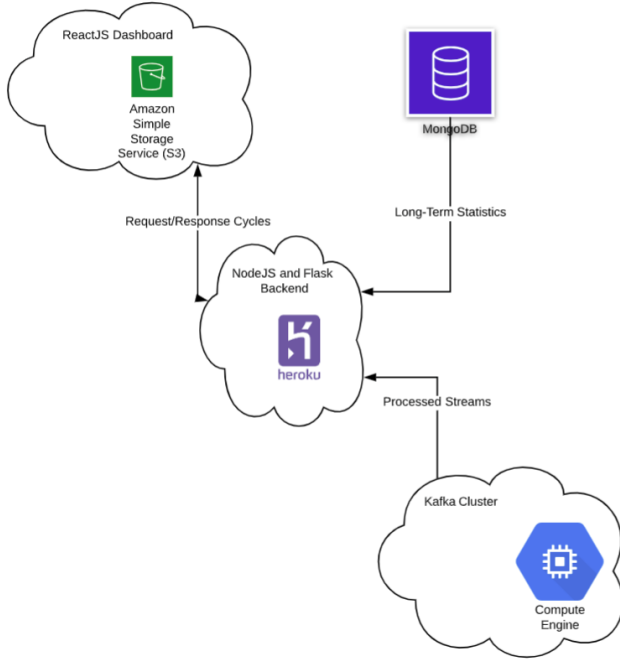 ReactJS Dashboard
Amazon
Simple
Storage
Service (S3)
MongoDB
Request/Response Cycles
Long-Term Statistics
NodeJS and Flask
Backend
heroku
Processed Streams
Kafka Cluster
Compute
Engine